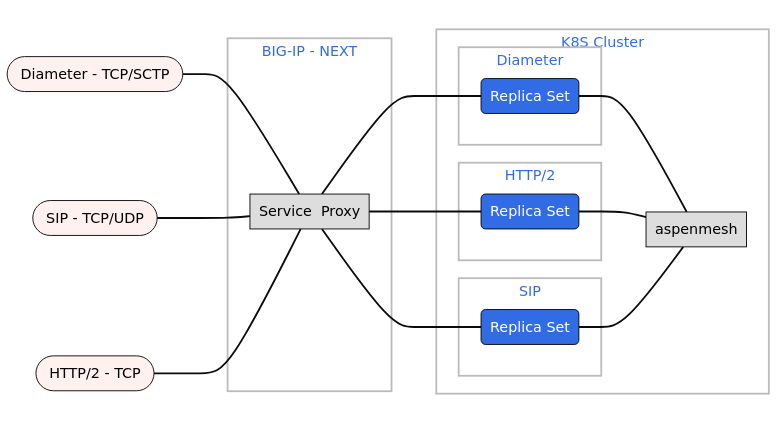 Diameter - TCP/SCTP
SIP - TCP/UDP
HTTP/2 - TCP
BIG-IP - NEXT
Service Proxy
K8S Cluster
Diameter
Replica Set
HTTP/2
Replica Set
SIP
Replica Set
aspenmesh